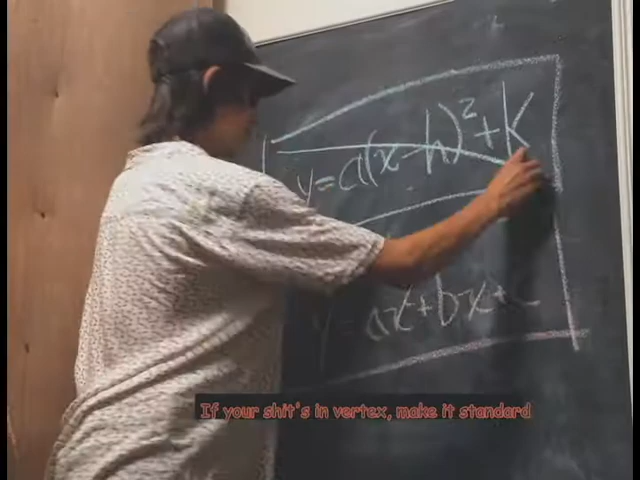 y=a(x-h)²+k
y=ax²+bx+c
If your shit's in vertex, make it standard